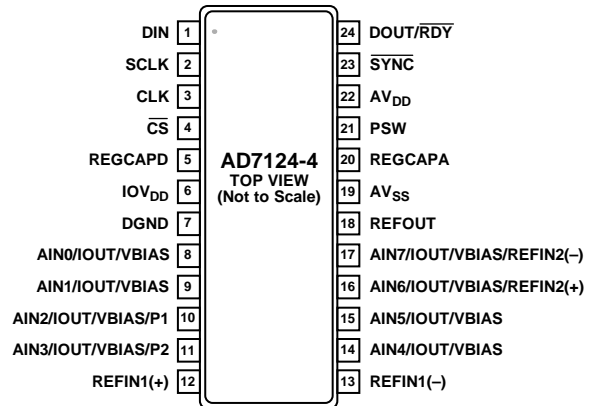 DIN 1
SCLK 2
CLK 3
C̅S̅ 4
REGCAPD 5
IOVDD 6
DGND 7
AIN0/IOUT/VBIAS 8
AIN1/IOUT/VBIAS 9
AIN2/IOUT/VBIAS/P1 10
AIN3/IOUT/VBIAS/P2 11
REFIN1(+) 12
AD7124-4
TOP VIEW
(Not to Scale)
24 DOUT/R̅D̅Y̅
23 S̅Y̅N̅C̅
22 AVDD
21 PSW
20 REGCAPA
19 AVSS
18 REFOUT
17 AIN7/IOUT/VBIAS/REFIN2(–)
16 AIN6/IOUT/VBIAS/REFIN2(+)
15 AIN5/IOUT/VBIAS
14 AIN4/IOUT/VBIAS
13 REFIN1(–)